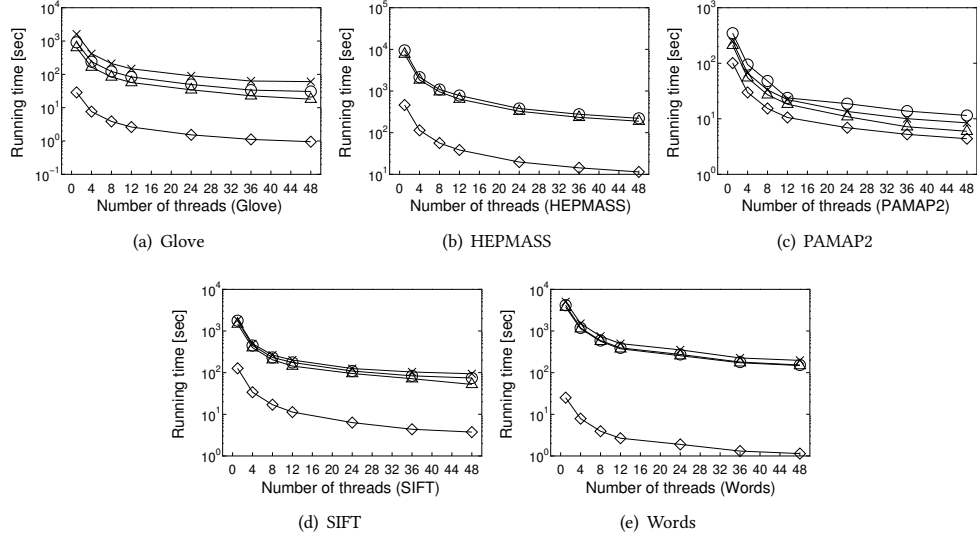 Running time [sec]
10^4
10^3
10^2
10^1
10^0
10^-1
0 4 8 12 16 20 24 28 32 36 40 44 48
Number of threads (Glove)
(a) Glove
Running time [sec]
10^5
10^4
10^3
10^2
10^1
0 4 8 12 16 20 24 28 32 36 40 44 48
Number of threads (HEPMASS)
(b) HEPMASS
Running time [sec]
10^3
10^2
10^1
10^0
0 4 8 12 16 20 24 28 32 36 40 44 48
Number of threads (PAMAP2)
(c) PAMAP2
Running time [sec]
10^4
10^3
10^2
10^1
10^0
0 4 8 12 16 20 24 28 32 36 40 44 48
Number of threads (SIFT)
(d) SIFT
Running time [sec]
10^4
10^3
10^2
10^1
10^0
0 4 8 12 16 20 24 28 32 36 40 44 48
Number of threads (Words)
(e) Words